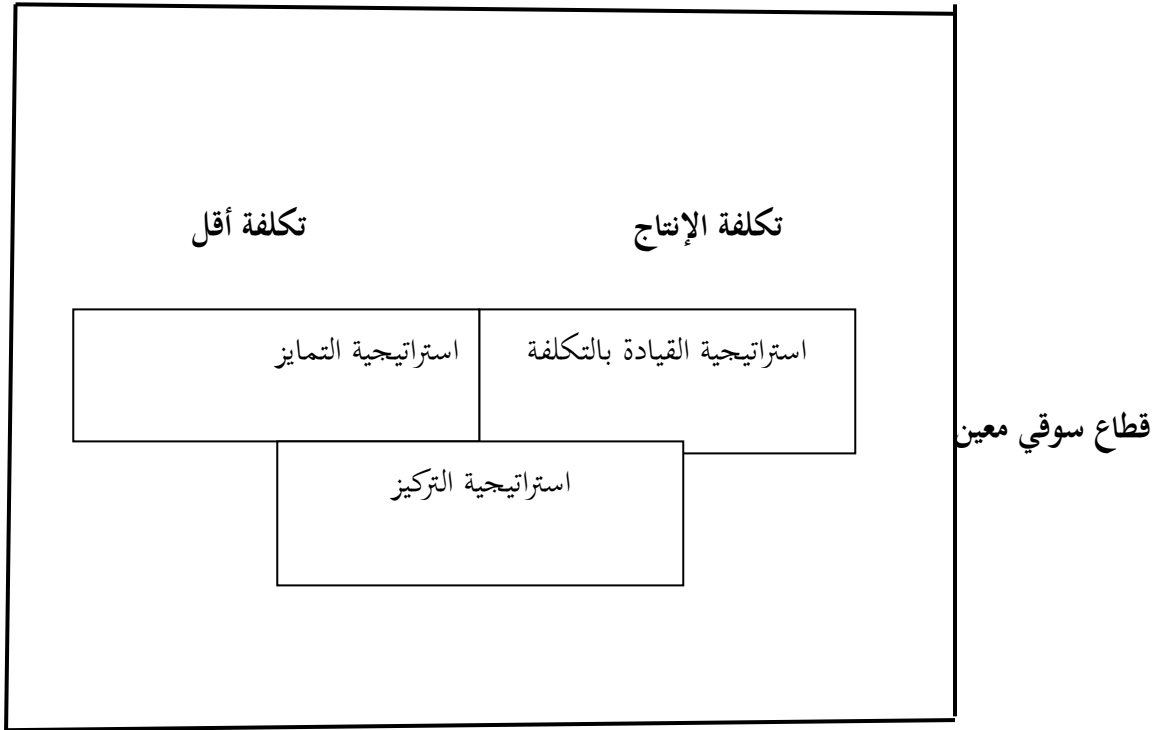 تكلفة الإنتاج
تكلفة أقل
استراتيجية القيادة بالتكلفة
استراتيجية التمايز
قطاع سوقي معين
استراتيجية التركيز